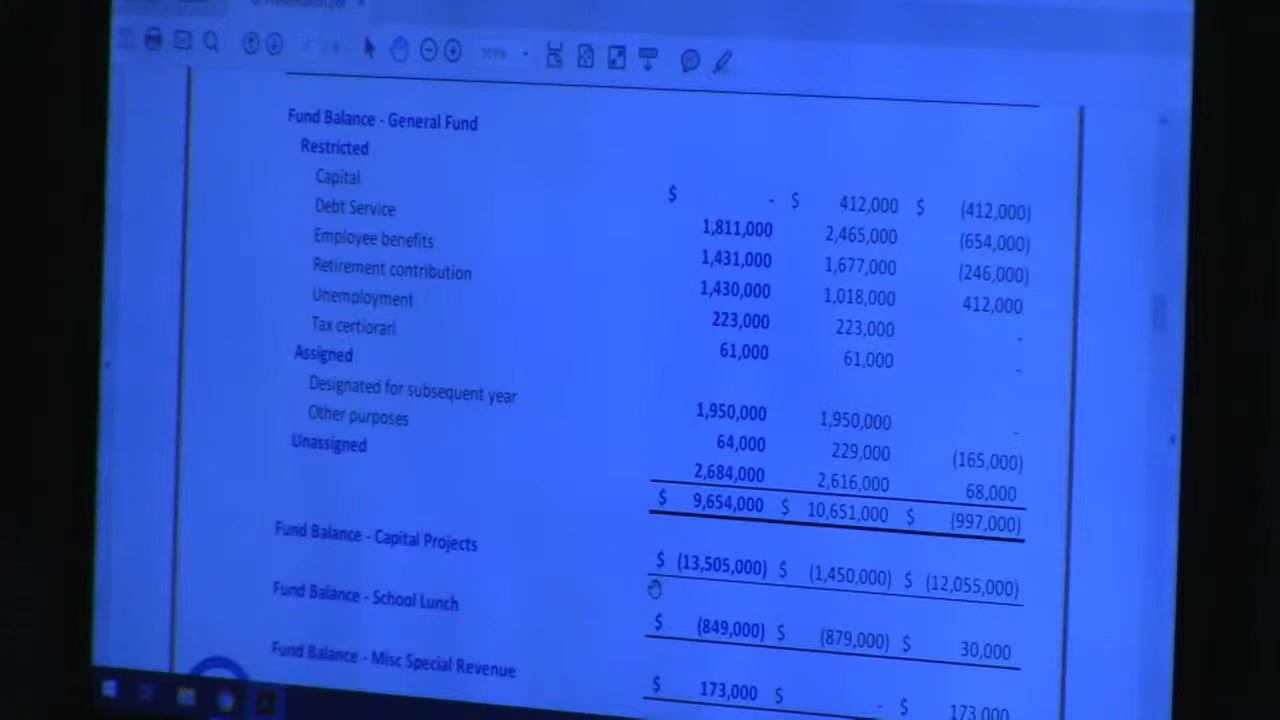 Fund Balance - General Fund
Restricted
Capital $ - $ 412,000 $ (412,000)
Debt Service 1,811,000 2,465,000 (654,000)
Employee benefits 1,431,000 1,677,000 (246,000)
Retirement contribution 1,430,000 1,018,000 412,000
Unemployment 223,000 223,000 -
Tax certiorari 61,000 61,000 -
Assigned
Designated for subsequent year 1,950,000 1,950,000 -
Other purposes 64,000 229,000 (165,000)
Unassigned 2,684,000 2,616,000 68,000
$ 9,654,000 $ 10,651,000 $ (997,000)
Fund Balance - Capital Projects $ (13,505,000) $ (1,450,000) $ (12,055,000)
Fund Balance - School Lunch $ (849,000) $ (879,000) $ 30,000
Fund Balance - Misc Special Revenue $ 173,000 $ - $ 173,000